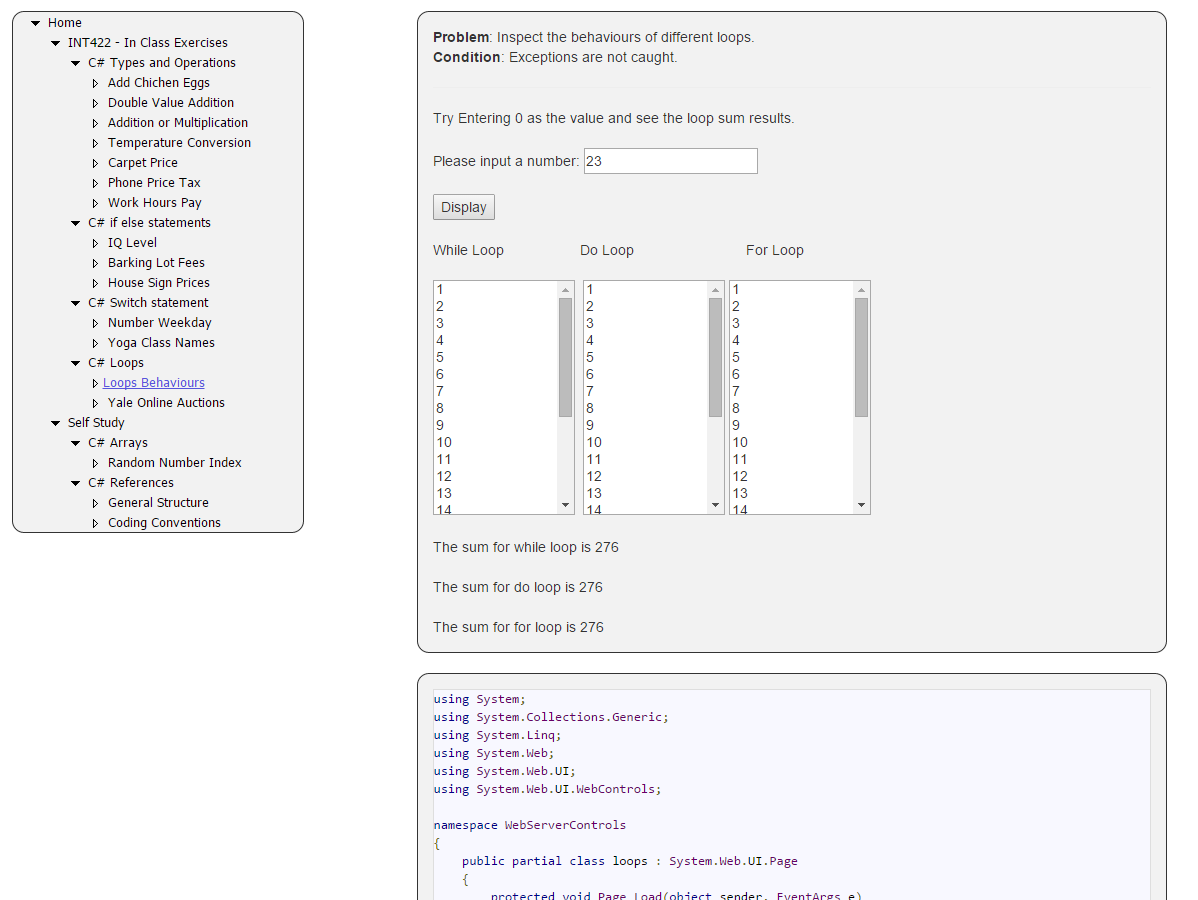 Home
INT422 - In Class Exercises
C# Types and Operations
Add Chichen Eggs
Double Value Addition
Addition or Multiplication
Temperature Conversion
Carpet Price
Phone Price Tax
Work Hours Pay
C# if else statements
IQ Level
Barking Lot Fees
House Sign Prices
C# Switch statement
Number Weekday
Yoga Class Names
C# Loops
Loops Behaviours
Yale Online Auctions
Self Study
C# Arrays
Random Number Index
C# References
General Structure
Coding Conventions
Problem: Inspect the behaviours of different loops.
Condition: Exceptions are not caught.
Try Entering 0 as the value and see the loop sum results.
Please input a number: 23
Display
While Loop Do Loop For Loop
1 1 1
2 2 2
3 3 3
4 4 4
5 5 5
6 6 6
7 7 7
8 8 8
9 9 9
10 10 10
11 11 11
12 12 12
13 13 13
14 14 14
The sum for while loop is 276
The sum for do loop is 276
The sum for for loop is 276
using System;
using System.Collections.Generic;
using System.Linq;
using System.Web;
using System.Web.UI;
using System.Web.UI.WebControls;
namespace WebServerControls
{
public partial class loops : System.Web.UI.Page
{
protected void Page_Load(object sender, EventArgs e)